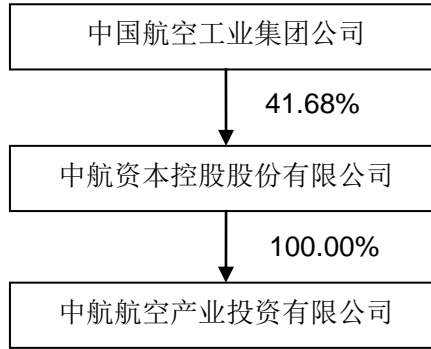 中国航空工业集团公司
41.68%
中航资本控股股份有限公司
100.00%
中航航空产业投资有限公司